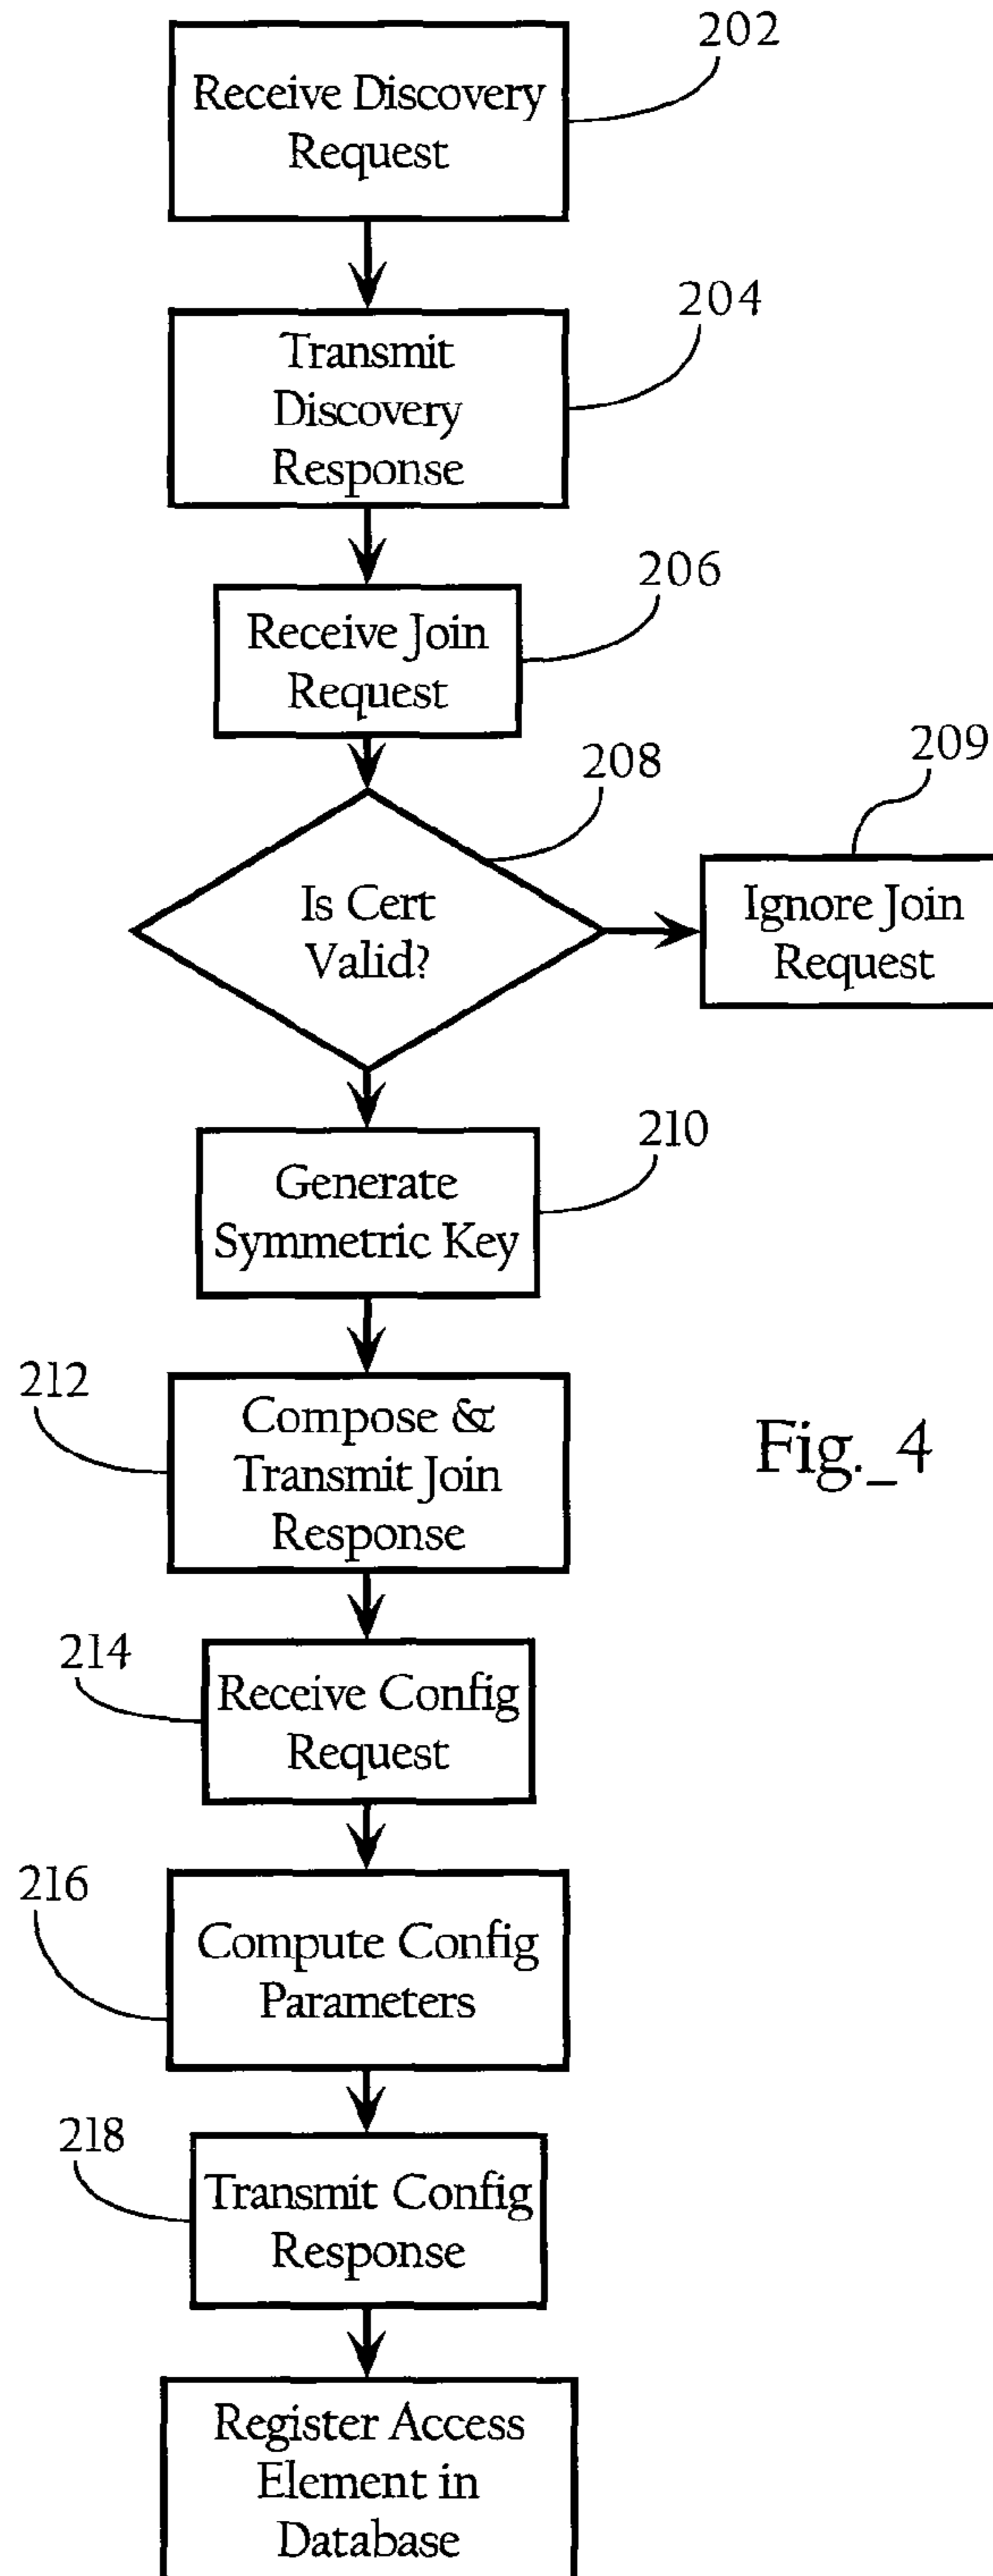 202
Receive Discovery
Request
204
Transmit
Discovery
Response
206
Receive Join
Request
208
209
Is Cert
Valid?
Ignore Join
Request
210
Generate
Symmetric Key
212
Compose &
Transmit Join
Response
Fig._4
214
Receive Config
Request
216
Compute Config
Parameters
218
Transmit Config
Response
Register Access
Element in
Database